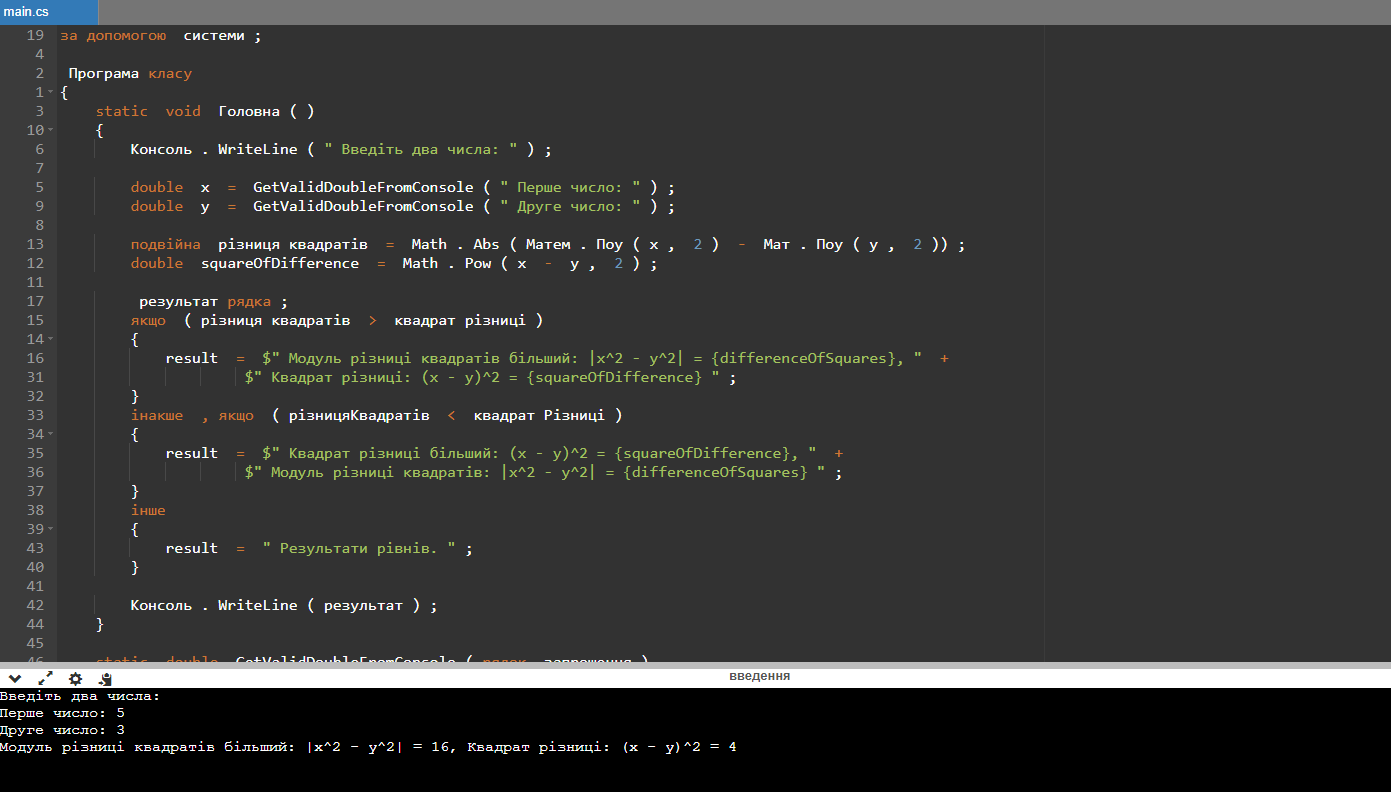 main.cs
19 за допомогою системи ;
4
2 Програма класу
1 {
3 static void Головна ( )
10 {
6 Консоль . WriteLine ( " Введіть два числа: " ) ;
7
5 double x = GetValidDoubleFromConsole ( " Перше число: " ) ;
9 double y = GetValidDoubleFromConsole ( " Друге число: " ) ;
8
13 подвійна різниця квадратів = Math . Abs ( Матем . Поу ( x , 2 ) - Мат . Поу ( y , 2 )) ;
12 double squareOfDifference = Math . Pow ( x - y , 2 ) ;
11
17 результат рядка ;
15 якщо ( різниця квадратів > квадрат різниці )
14 {
16 result = $" Модуль різниці квадратів більший: |x^2 - y^2| = {differenceOfSquares}, " +
31 $" Квадрат різниці: (x - y)^2 = {squareOfDifference} " ;
32 }
33 інакше , якщо ( різницяКвадратів < квадрат Різниці )
34 {
35 result = $" Квадрат різниці більший: (x - y)^2 = {squareOfDifference}, " +
36 $" Модуль різниці квадратів: |x^2 - y^2| = {differenceOfSquares} " ;
37 }
38 інше
39 {
43 result = " Результати рівнів. " ;
40 }
41
42 Консоль . WriteLine ( результат ) ;
44 }
45
46 static double GetValidDoubleFromConsole ( рядок запрошення )
введення
Введіть два числа:
Перше число: 5
Друге число: 3
Модуль різниці квадратів більший: |x^2 - y^2| = 16, Квадрат різниці: (x - y)^2 = 4